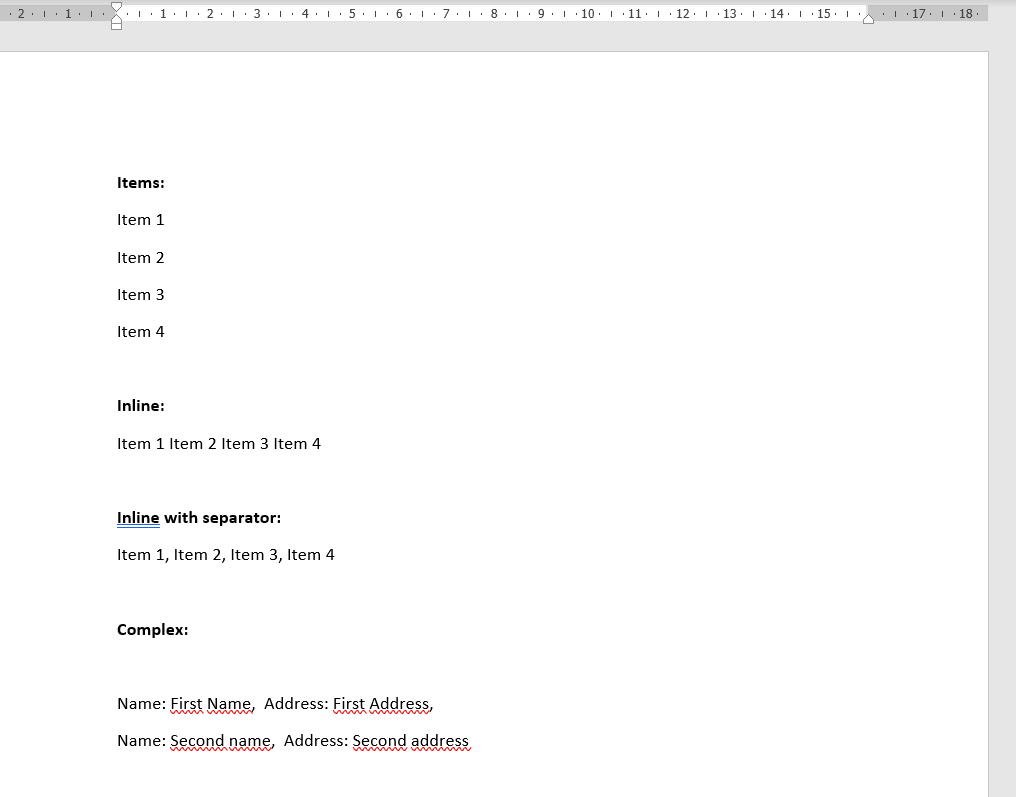 2 1 1 2 3 4 5 6 7 8 9 10 11 12 13 14 15 17 18
Items:
Item 1
Item 2
Item 3
Item 4
Inline:
Item 1 Item 2 Item 3 Item 4
Inline with separator:
Item 1, Item 2, Item 3, Item 4
Complex:
Name: First Name,  Address: First Address,
Name: Second name,  Address: Second address